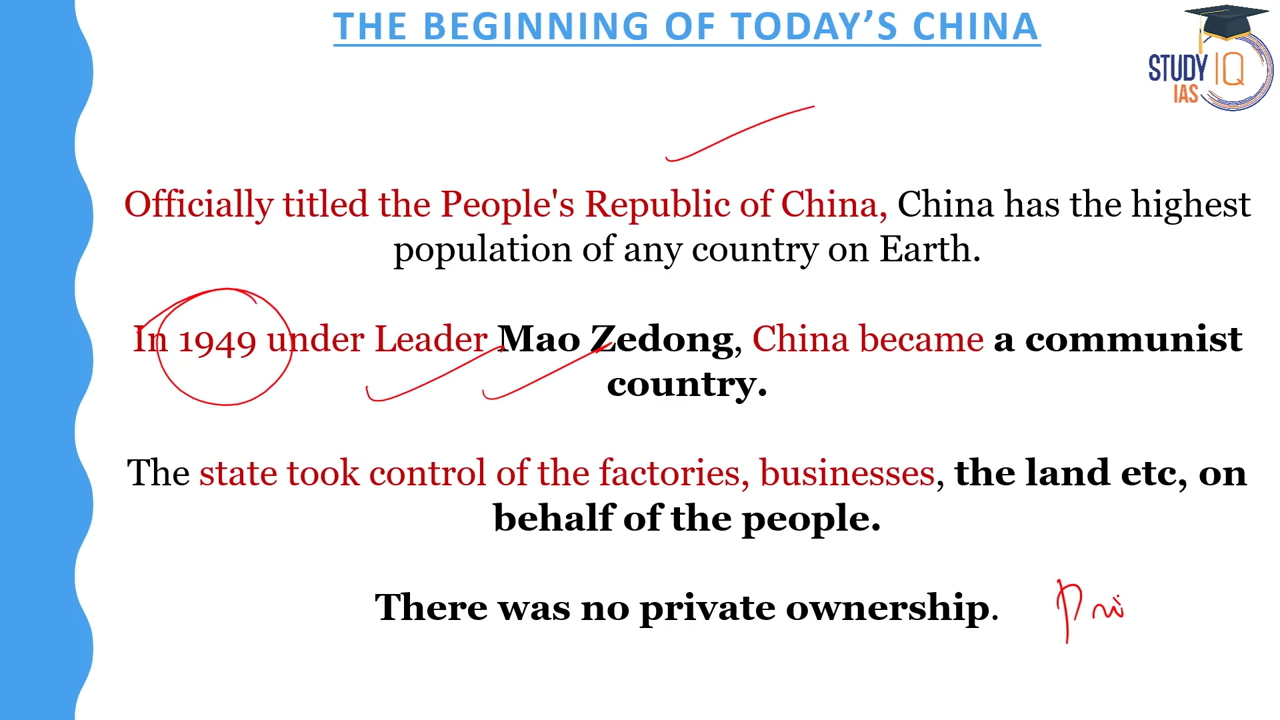 THE BEGINNING OF TODAY'S CHINA
STUDY IQ
IAS
Officially titled the People's Republic of China, China has the highest
population of any country on Earth.
In 1949 under Leader Mao Zedong, China became a communist
country.
The state took control of the factories, businesses, the land etc, on
behalf of the people.
There was no private ownership.
Pri